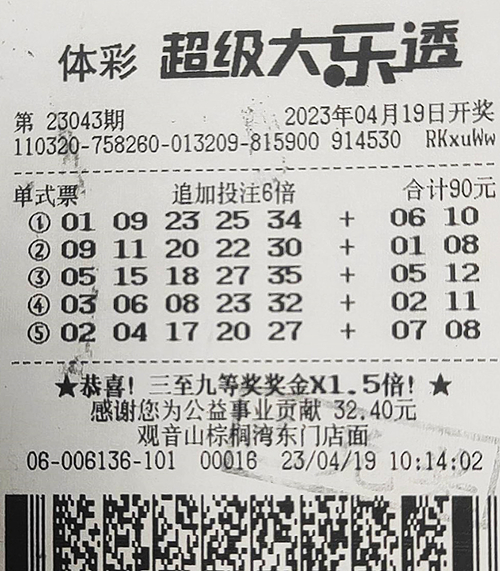 体彩 超级大乐透
第 23043期 2023年04月19日开奖
110320-758260-013209-815900 914530 RKxuWw
单式票 追加投注6倍 合计90元
① 01 09 23 25 34 + 06 10
② 09 11 20 22 30 + 01 08
③ 05 15 18 27 35 + 05 12
④ 03 06 08 23 32 + 02 11
⑤ 02 04 17 20 27 + 07 08
★恭喜! 三至九等奖奖金X1.5倍! ★
感谢您为公益事业贡献 32.40元
观音山棕榈湾东门店面
06-006136-101 00016 23/04/19 10:14:02